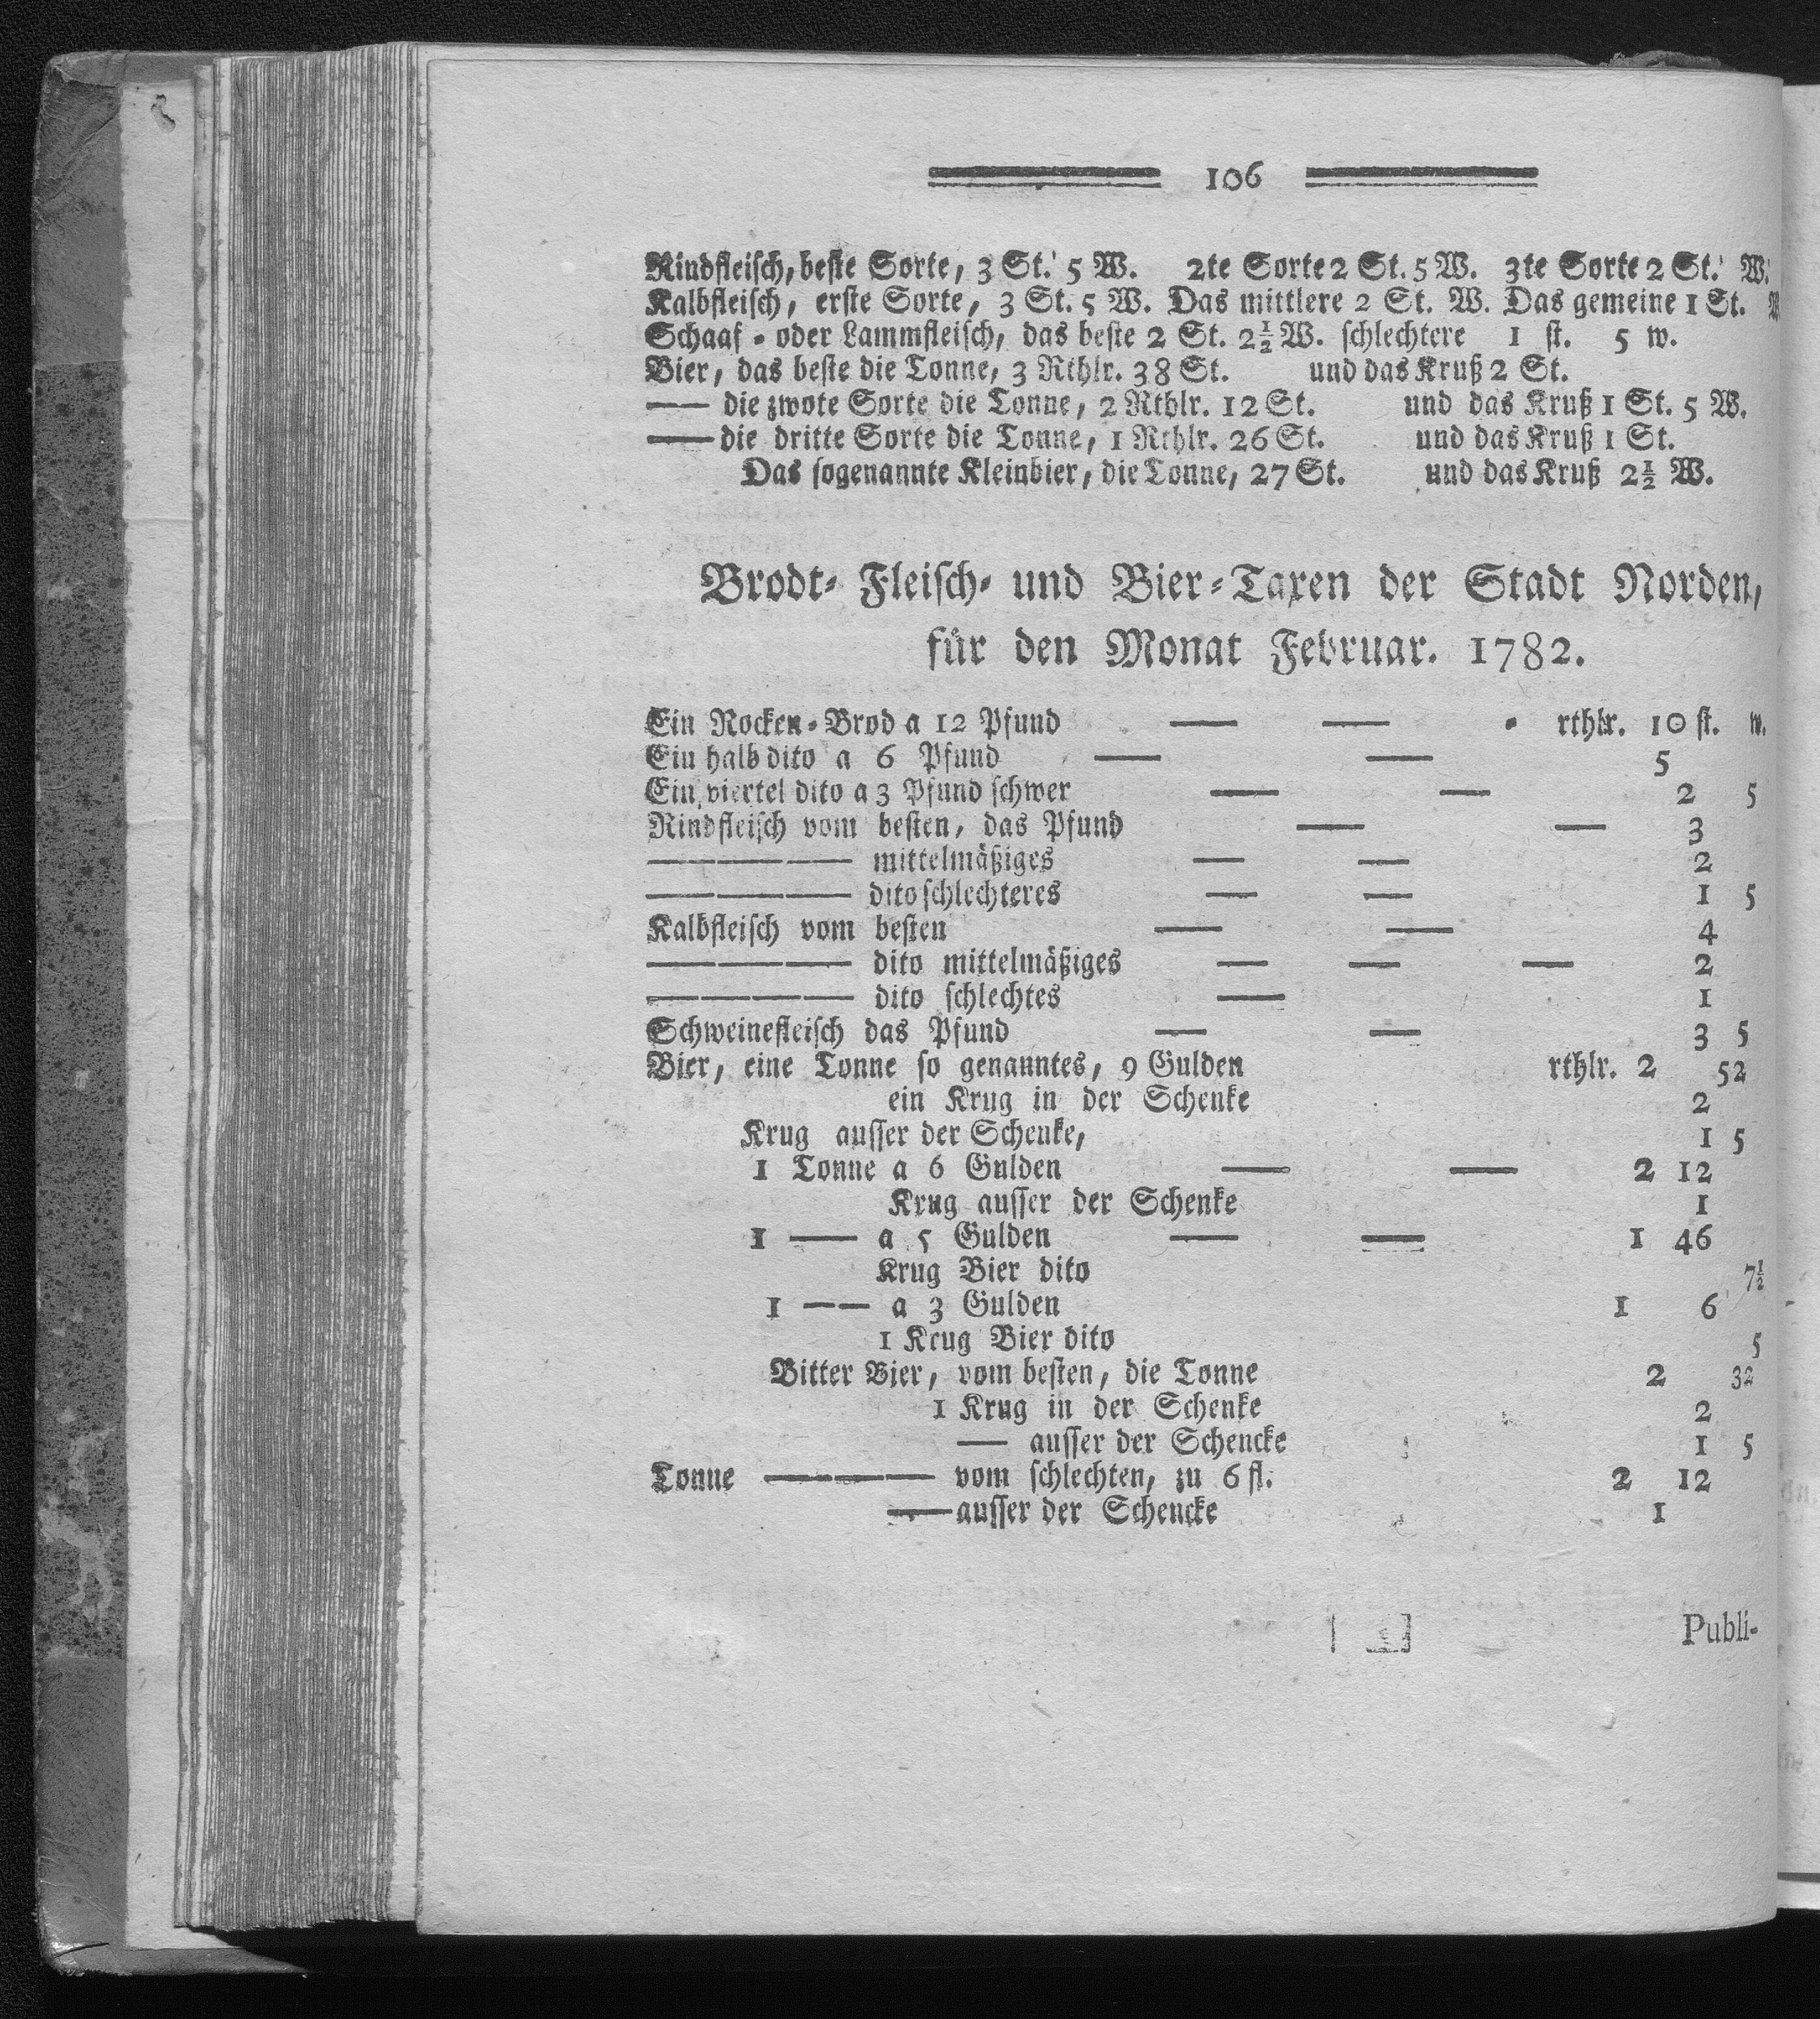 106
Rindfleisch, beste Sorte, 3 St. 5 W. 2te Sorte 2 St. 5 W. 3te Sorte 2 St. W.
Kalbfleisch, erste Sorte, 3 St. 5 W. Das mittlere 2 St. W. Das gemeine 1 St.
Schaaf- oder Lammfleisch, das beste 2 St. 2½ W. schlechtere 1 st. 5 w.
Bier, das beste die Tonne, 3 Rthlr. 38 St. und das Kruß 2 St.
—— die zwote Sorte die Tonne, 2 Rthlr. 12 St. und das Kruß 1 St. 5 W.
—— die dritte Sorte die Tonne, 1 Rthlr. 26 St. und das Kruß 1 St.
Das sogenannte Kleinbier, die Tonne, 27 St. und das Kruß 2½ W.
Brodt- Fleisch- und Bier-Taxen der Stadt Norden,
für den Monat Februar. 1782.
Ein Rocken-Brod a 12 Pfund — — - rthlr. 10 st. w.
Ein halb dito a 6 Pfund — — 5
Ein viertel dito a 3 Pfund schwer — — 2 5
Rindfleisch vom besten, das Pfund — — 3
———— mittelmäßiges — — 2
———— dito schlechteres — — 1 5
Kalbfleisch vom besten — — 4
———— dito mittelmäßiges — — — 2
———— dito schlechtes — 1
Schweinefleisch das Pfund — — 3 5
Bier, eine Tonne so genanntes, 9 Gulden rthlr. 2 52
ein Krug in der Schenke 2
Krug ausser der Schenke, 1 5
1 Tonne a 6 Gulden — — 2 12
Krug ausser der Schenke 1
1 — a 5 Gulden — — 1 46
Krug Bier dito 7½
1 —— a 3 Gulden 1 6
1 Krug Bier dito 5
Bitter Bier, vom besten, die Tonne 2 32
1 Krug in der Schenke 2
— ausser der Schencke 1 5
Tonne ——— vom schlechten, zu 6 fl. 2 12
— ausser der Schencke 1
Publi-